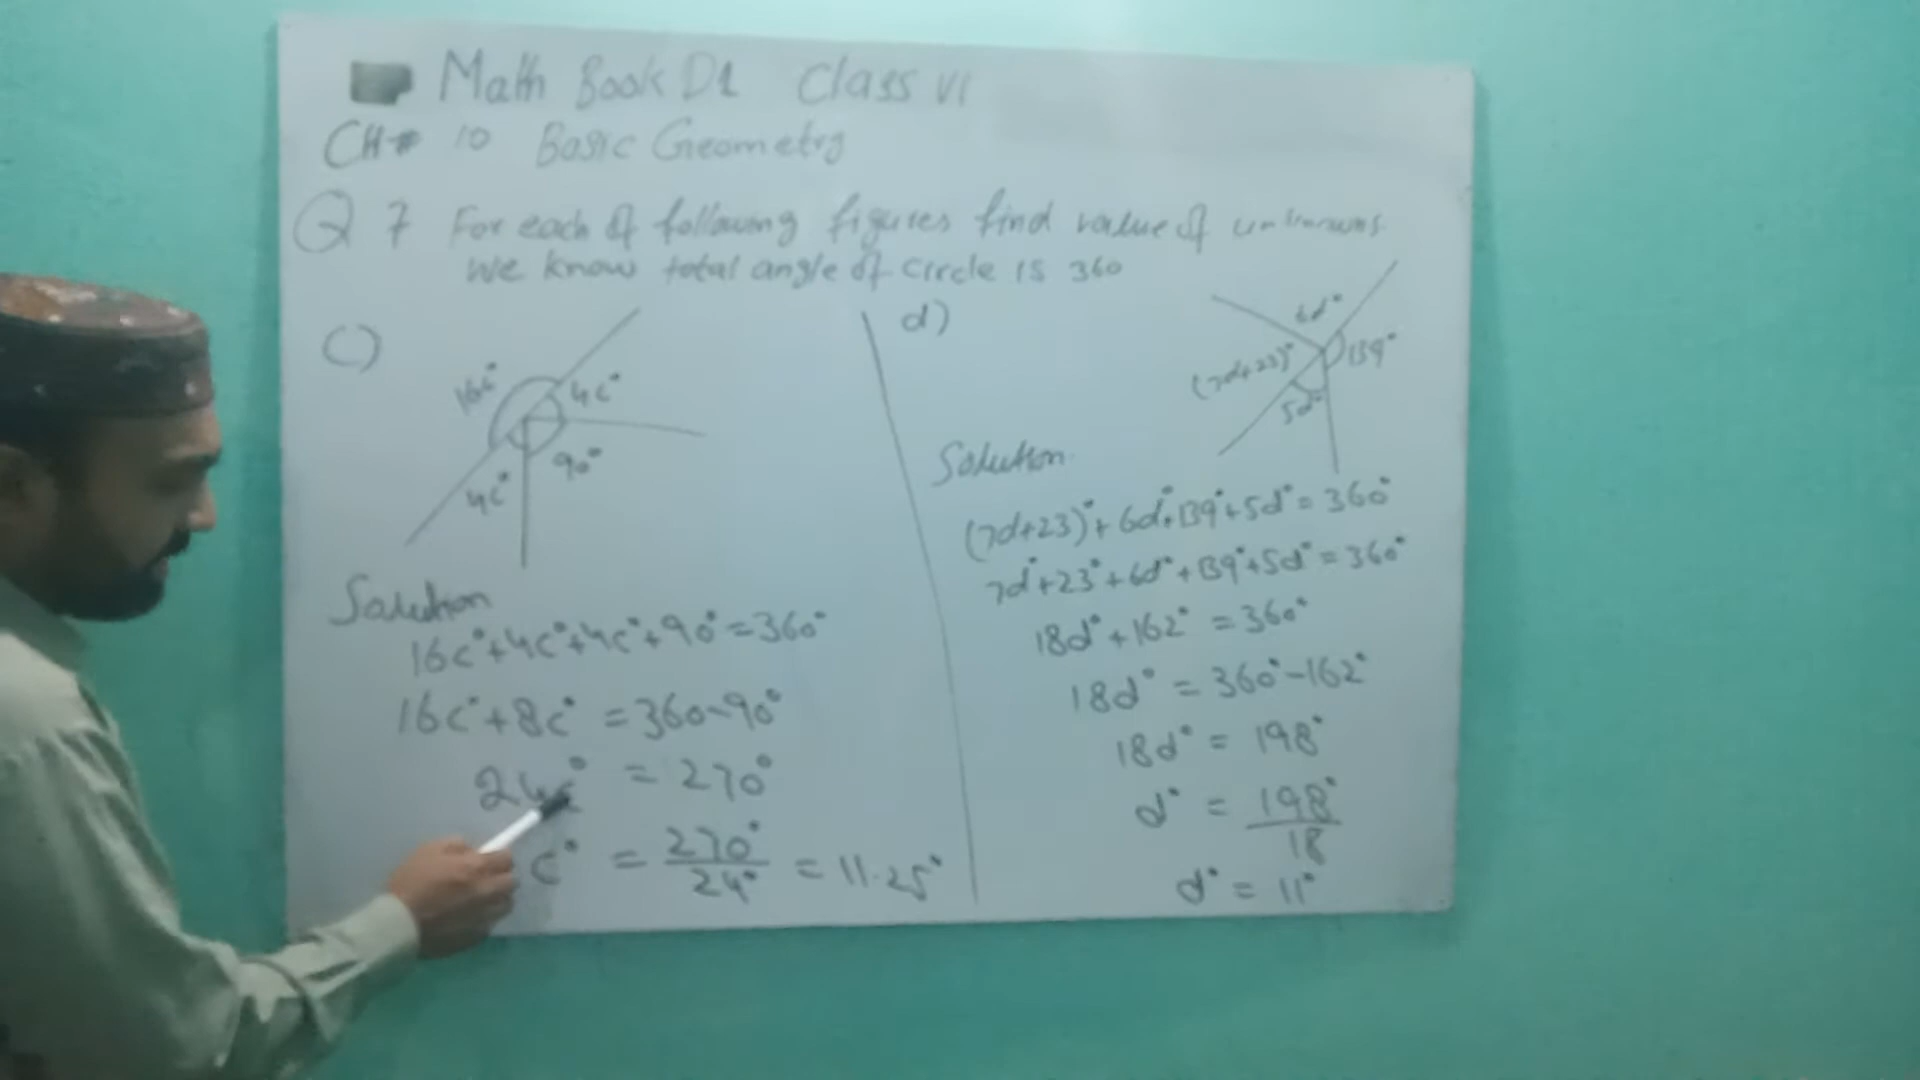 Math Book D1 Class VI
CH# 10 Basic Geometry
Q 7 For each of following figures find value of unknowns.
We know total angle of circle is 360
C)
16c°
4c°
90°
4c°
Solution
16c°+4c°+4c°+90°=360°
16c°+8c° =360-90°
24c° = 270°
c° = 270°/24° = 11.25°
d)
6d°
139°
(7d+23)°
5d°
Solution
(7d+23)°+6d°+139°+5d°=360°
7d°+23°+6d°+139°+5d°=360°
18d°+162° =360°
18d° = 360°-162°
18d° = 198°
d° = 198°/18
d° = 11°